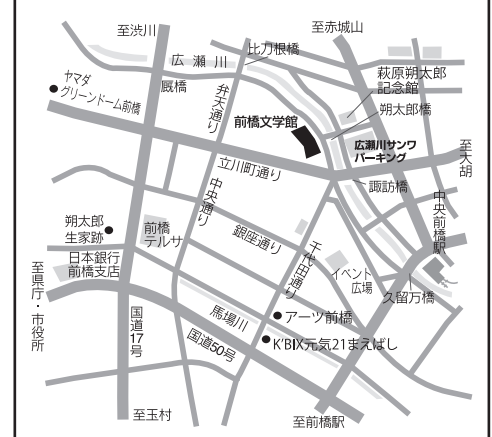 至渋川
至赤城山
比刀根橋
広瀬川
萩原朔太郎
記念館
ヤマダ
グリーンドーム前橋
厩橋
弁天通り
前橋文学館
朔太郎橋
広瀬川サンワ
パーキング
至大胡
立川町通り
諏訪橋
中央通り
中央前橋駅
朔太郎
生家跡
前橋
テルサ
銀座通り
千代田通り
日本銀行
前橋支店
至県庁・市役所
イベント
広場
久留万橋
馬場川
アーツ前橋
国道17号
国道50号
K'BIX元気21まえばし
至玉村
至前橋駅